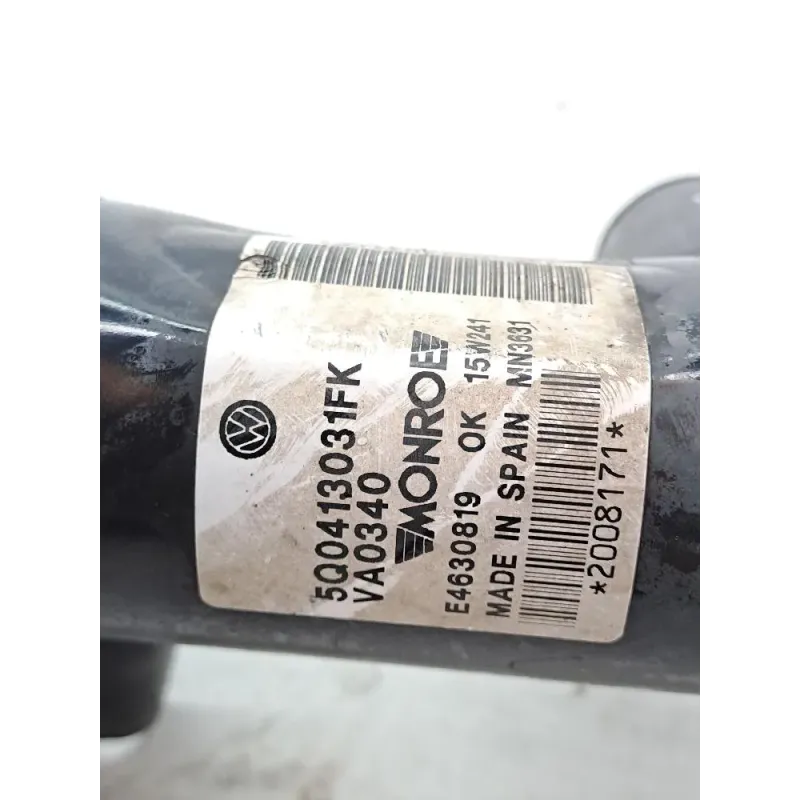 5Q0413031FK
VA0340
MONROE
E4630819 OK 15W241
MADE IN SPAIN MN3631
*2008171*